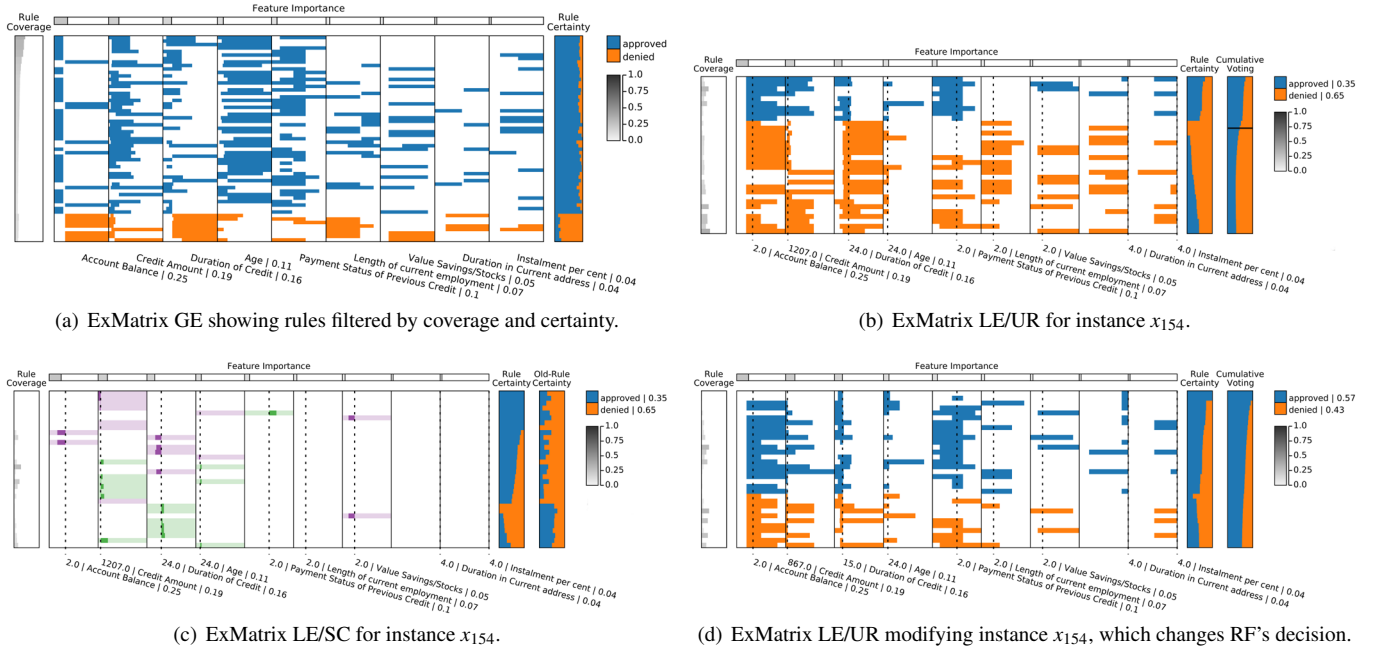 Feature Importance
Rule
Coverage
Rule
Certainty
approved
denied
1.0
0.75
0.50
0.25
0.00
Account Balance | 0.25
Credit Amount | 0.19
Duration of Credit | 0.16
Age | 0.11
Payment Status of Previous Credit | 0.1
Length of current employment | 0.07
Value Savings/Stocks | 0.05
Duration in Current address | 0.04
Instalment per cent | 0.04
(a) ExMatrix GE showing rules filtered by coverage and certainty.
Feature Importance
Rule Coverage
Rule
Certainty
Cumulative
Voting
approved | 0.35
denied | 0.65
1.0
0.75
0.50
0.25
0.00
2.0 | Account Balance | 0.25
1207.0 | Credit Amount | 0.19
24.0 | Duration of Credit | 0.16
24.0 | Age | 0.11
2.0 | Payment Status of Previous Credit | 0.1
2.0 | Length of current employment | 0.07
2.0 | Value Savings/Stocks | 0.05
4.0 | Duration in Current address | 0.04
4.0 | Instalment per cent | 0.04
(b) ExMatrix LE/UR for instance x154.
Feature Importance
Rule
Coverage
Rule
Certainty
Old-Rule
Certainty
approved | 0.35
denied | 0.65
1.0
0.75
0.50
0.25
0.00
2.0 | Account Balance | 0.25
1207.0 | Credit Amount | 0.19
24.0 | Duration of Credit | 0.16
24.0 | Age | 0.11
2.0 | Payment Status of Previous Credit | 0.1
2.0 | Length of current employment | 0.07
2.0 | Value Savings/Stocks | 0.05
4.0 | Duration in Current address | 0.04
4.0 | Instalment per cent | 0.04
(c) ExMatrix LE/SC for instance x154.
Feature Importance
Rule Coverage
Rule
Certainty
Cumulative
Voting
approved | 0.57
denied | 0.43
1.0
0.75
0.50
0.25
0.00
2.0 | Account Balance | 0.25
867.0 | Credit Amount | 0.19
15.0 | Duration of Credit | 0.16
24.0 | Age | 0.11
2.0 | Payment Status of Previous Credit | 0.1
2.0 | Length of current employment | 0.07
2.0 | Value Savings/Stocks | 0.05
4.0 | Duration in Current address | 0.04
4.0 | Instalment per cent | 0.04
(d) ExMatrix LE/UR modifying instance x154, which changes RF's decision.